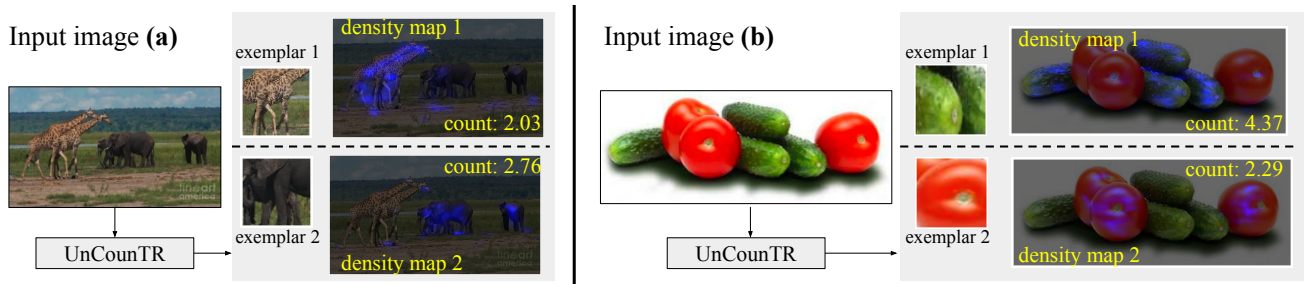 Input image (a)
exemplar 1
density map 1
count: 2.03
count: 2.76
fineart
america
UnCounTR
exemplar 2
density map 2
Input image (b)
exemplar 1
density map 1
count: 4.37
count: 2.29
UnCounTR
exemplar 2
density map 2